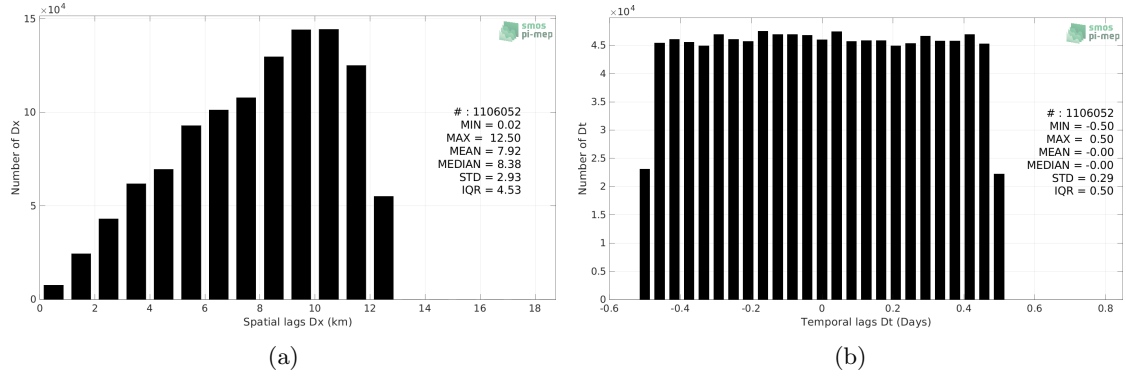 ×10^4
15
10
5
0
0 2 4 6 8 10 12 14 16 18
Number of Dx
Spatial lags Dx (km)
smos
pi-mep
# : 1106052
MIN = 0.02
MAX = 12.50
MEAN = 7.92
MEDIAN = 8.38
STD = 2.93
IQR = 4.53
(a)
×10^4
5
4.5
4
3.5
3
2.5
2
1.5
1
0.5
0
-0.6 -0.4 -0.2 0 0.2 0.4 0.6 0.8
Number of Dt
Temporal lags Dt (Days)
smos
pi-mep
# : 1106052
MIN = -0.50
MAX = 0.50
MEAN = -0.00
MEDIAN = -0.00
STD = 0.29
IQR = 0.50
(b)